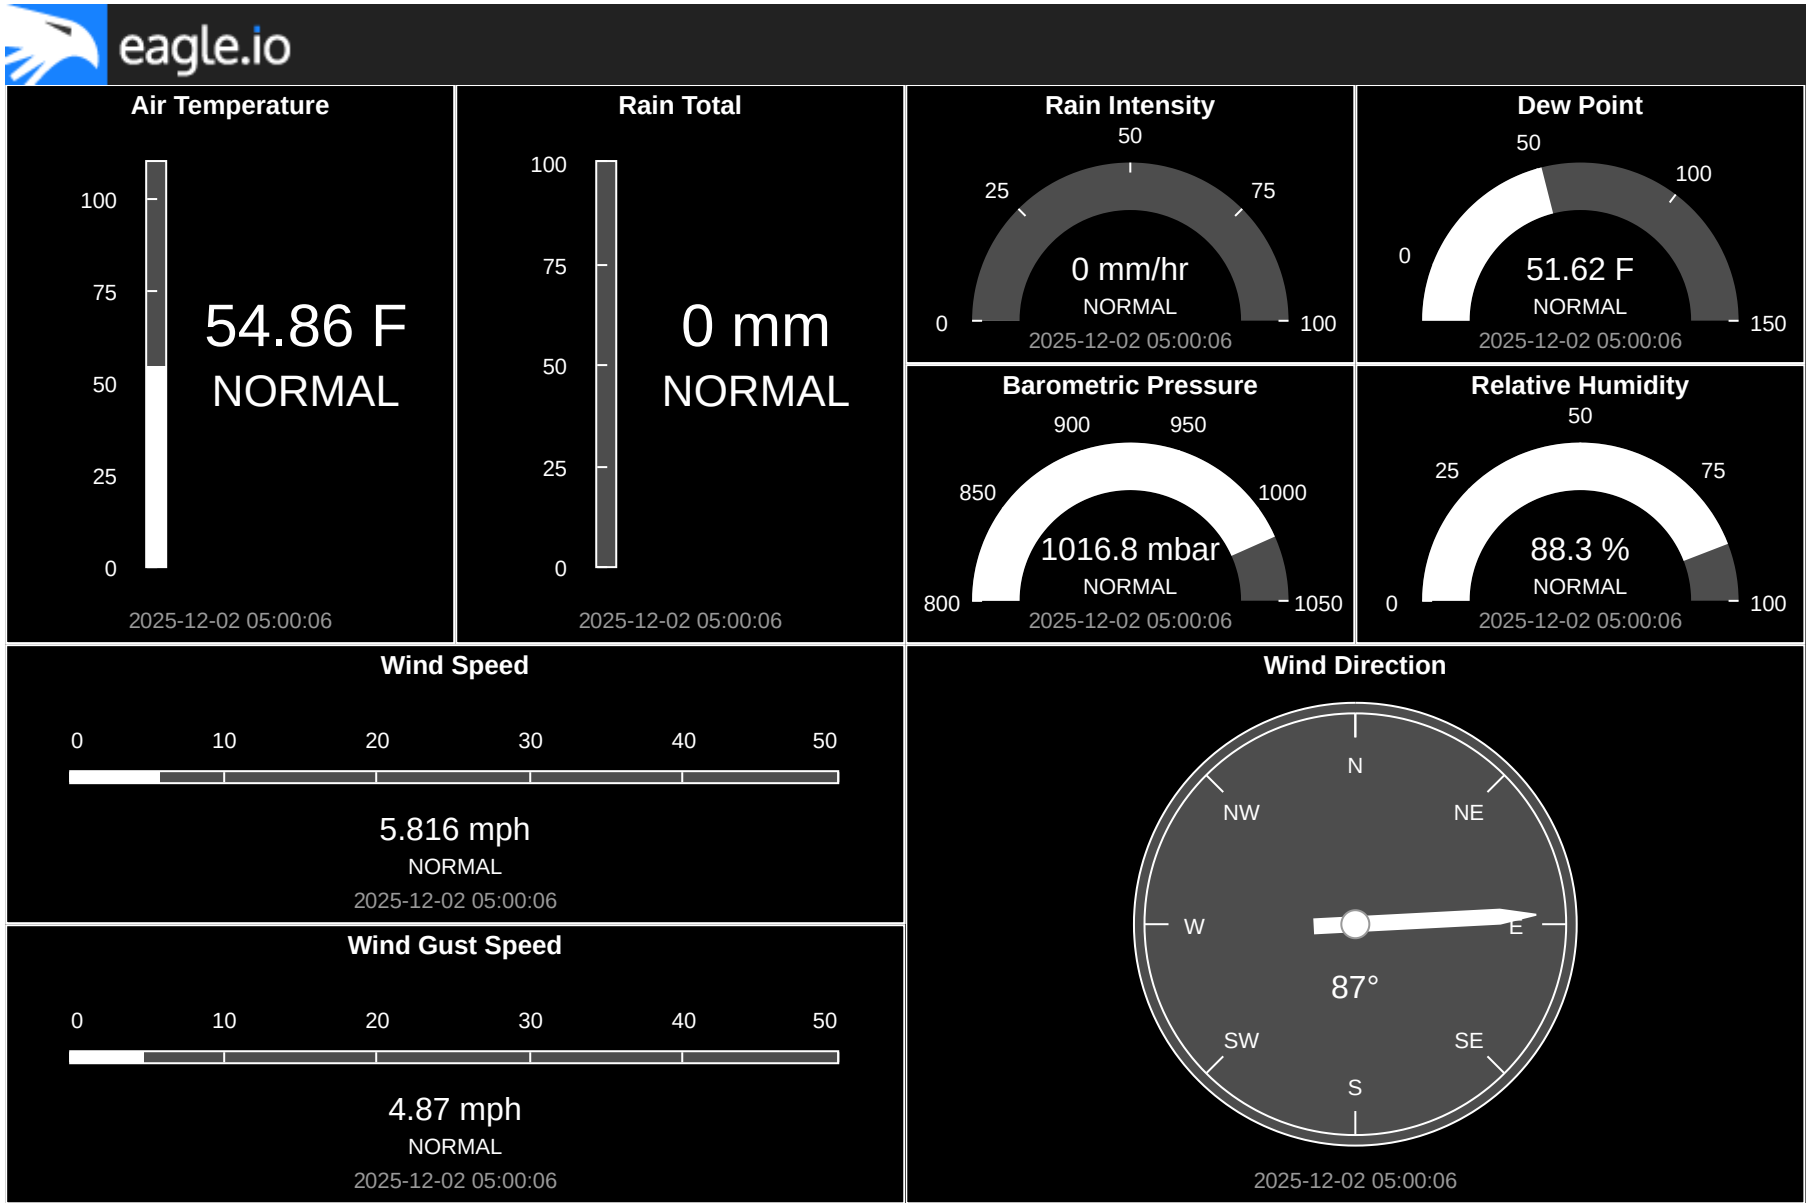 eagle.io
Air Temperature
100
75
50
25
0
54.86 F
NORMAL
2025-12-02 05:00:06
Rain Total
100
75
50
25
0
0 mm
NORMAL
2025-12-02 05:00:06
Rain Intensity
50
25
75
0
100
0 mm/hr
NORMAL
2025-12-02 05:00:06
Dew Point
50
100
0
150
51.62 F
NORMAL
2025-12-02 05:00:06
Barometric Pressure
900
950
850
1000
800
1050
1016.8 mbar
NORMAL
2025-12-02 05:00:06
Relative Humidity
50
25
75
0
100
88.3 %
NORMAL
2025-12-02 05:00:06
Wind Speed
0 10 20 30 40 50
5.816 mph
NORMAL
2025-12-02 05:00:06
Wind Gust Speed
0 10 20 30 40 50
4.87 mph
NORMAL
2025-12-02 05:00:06
Wind Direction
N
NW NE
W E
87°
SW SE
S
2025-12-02 05:00:06